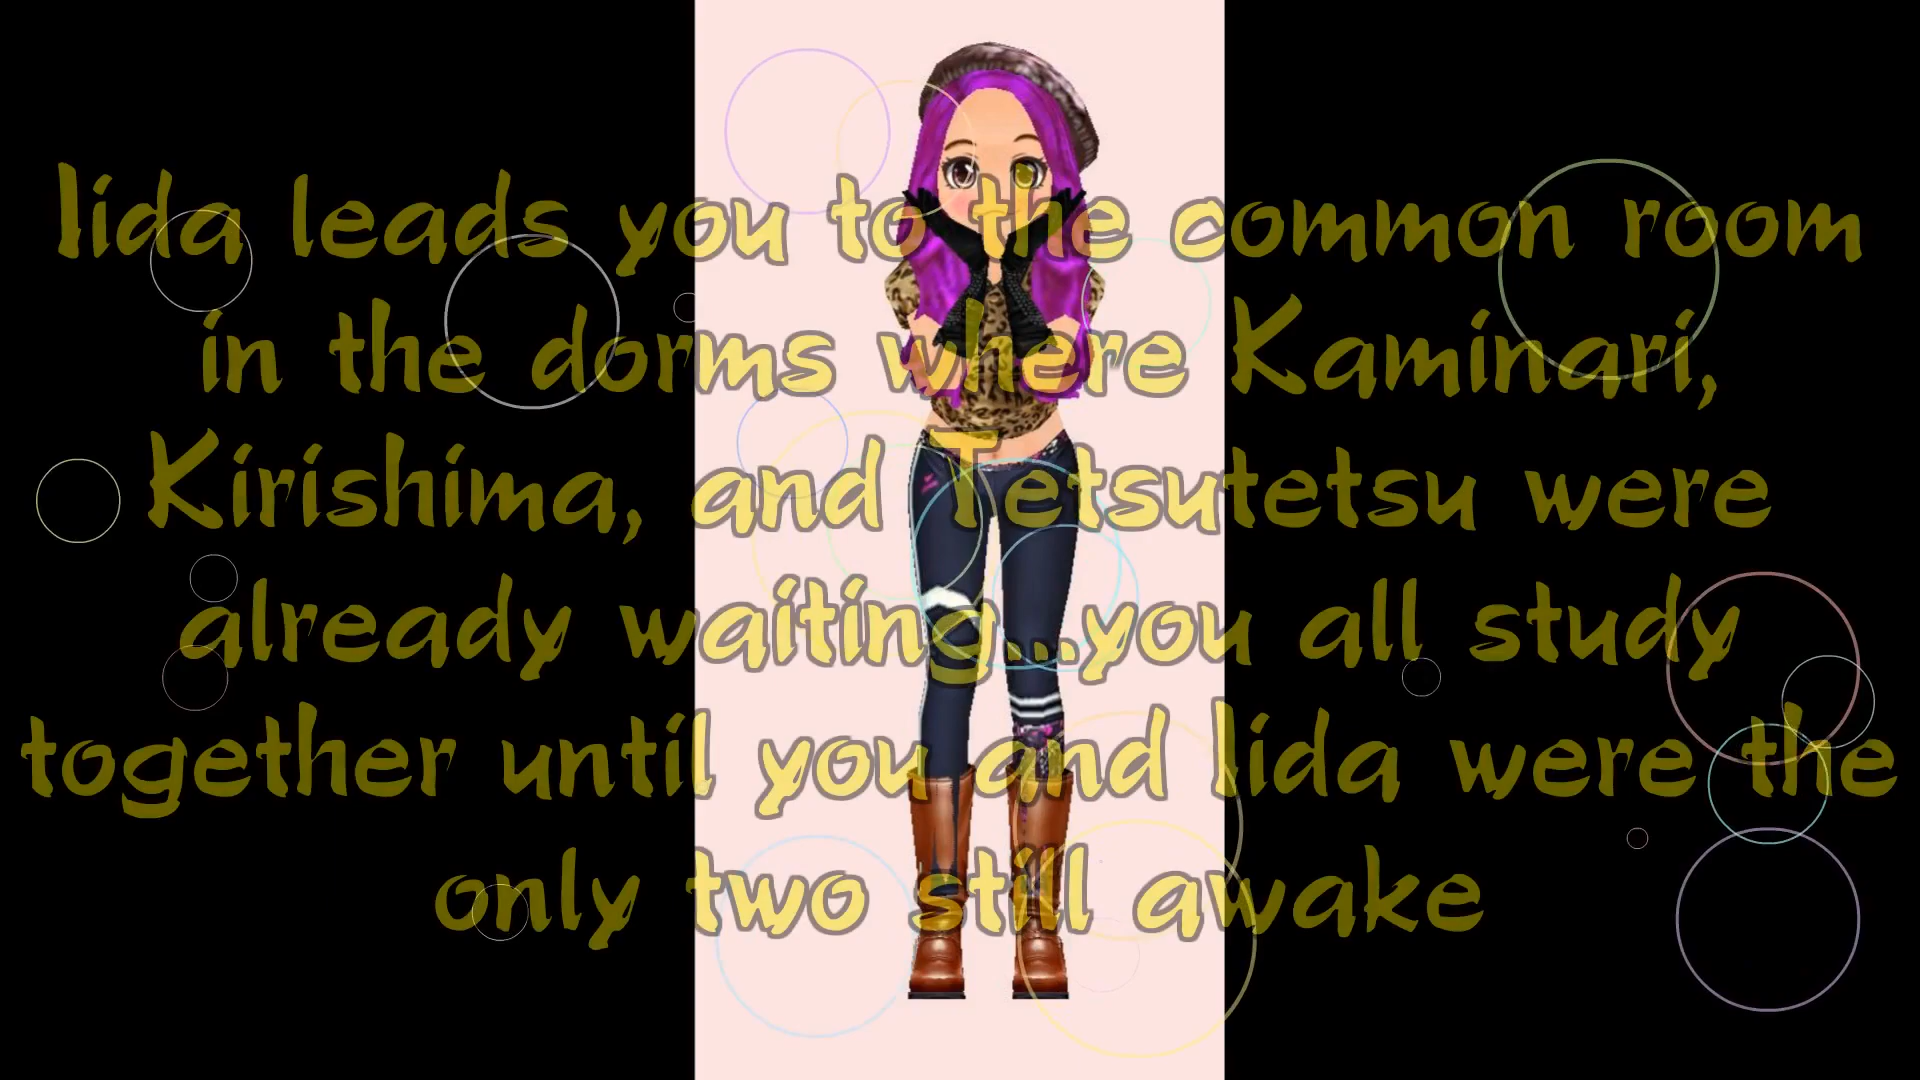 Iida leads you to the common room
in the dorms where Kaminari,
Kirishima, and Tetsutetsu were
already waiting...you all study
together until you and Iida were the
only two still awake